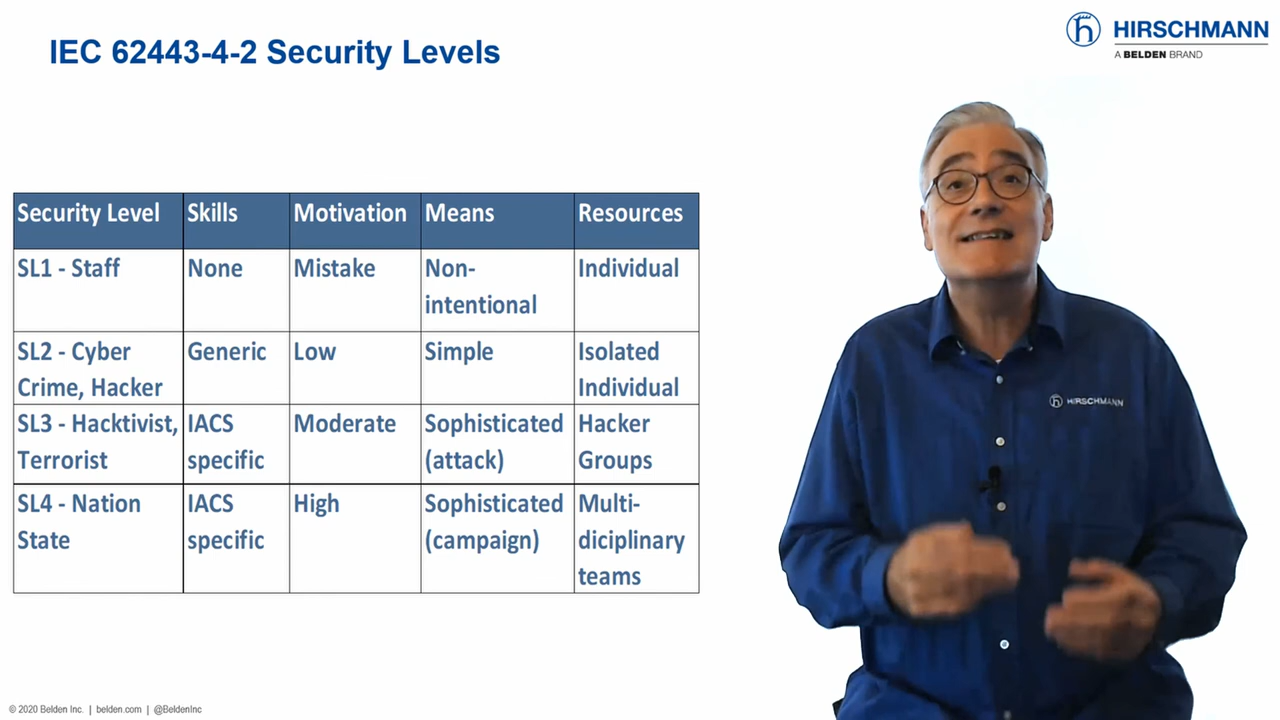 IEC 62443-4-2 Security Levels
HIRSCHMANN
A BELDEN BRAND
Security Level Skills Motivation Means Resources
SL1 - Staff None Mistake Non-
intentional Individual
SL2 - Cyber
Crime, Hacker Generic Low Simple Isolated
Individual
SL3 - Hacktivist,
Terrorist IACS
specific Moderate Sophisticated
(attack) Hacker
Groups
SL4 - Nation
State IACS
specific High Sophisticated
(campaign) Multi-
diciplinary
teams
HIRSCHMANN
© 2020 Belden Inc. | belden.com | @BeldenInc